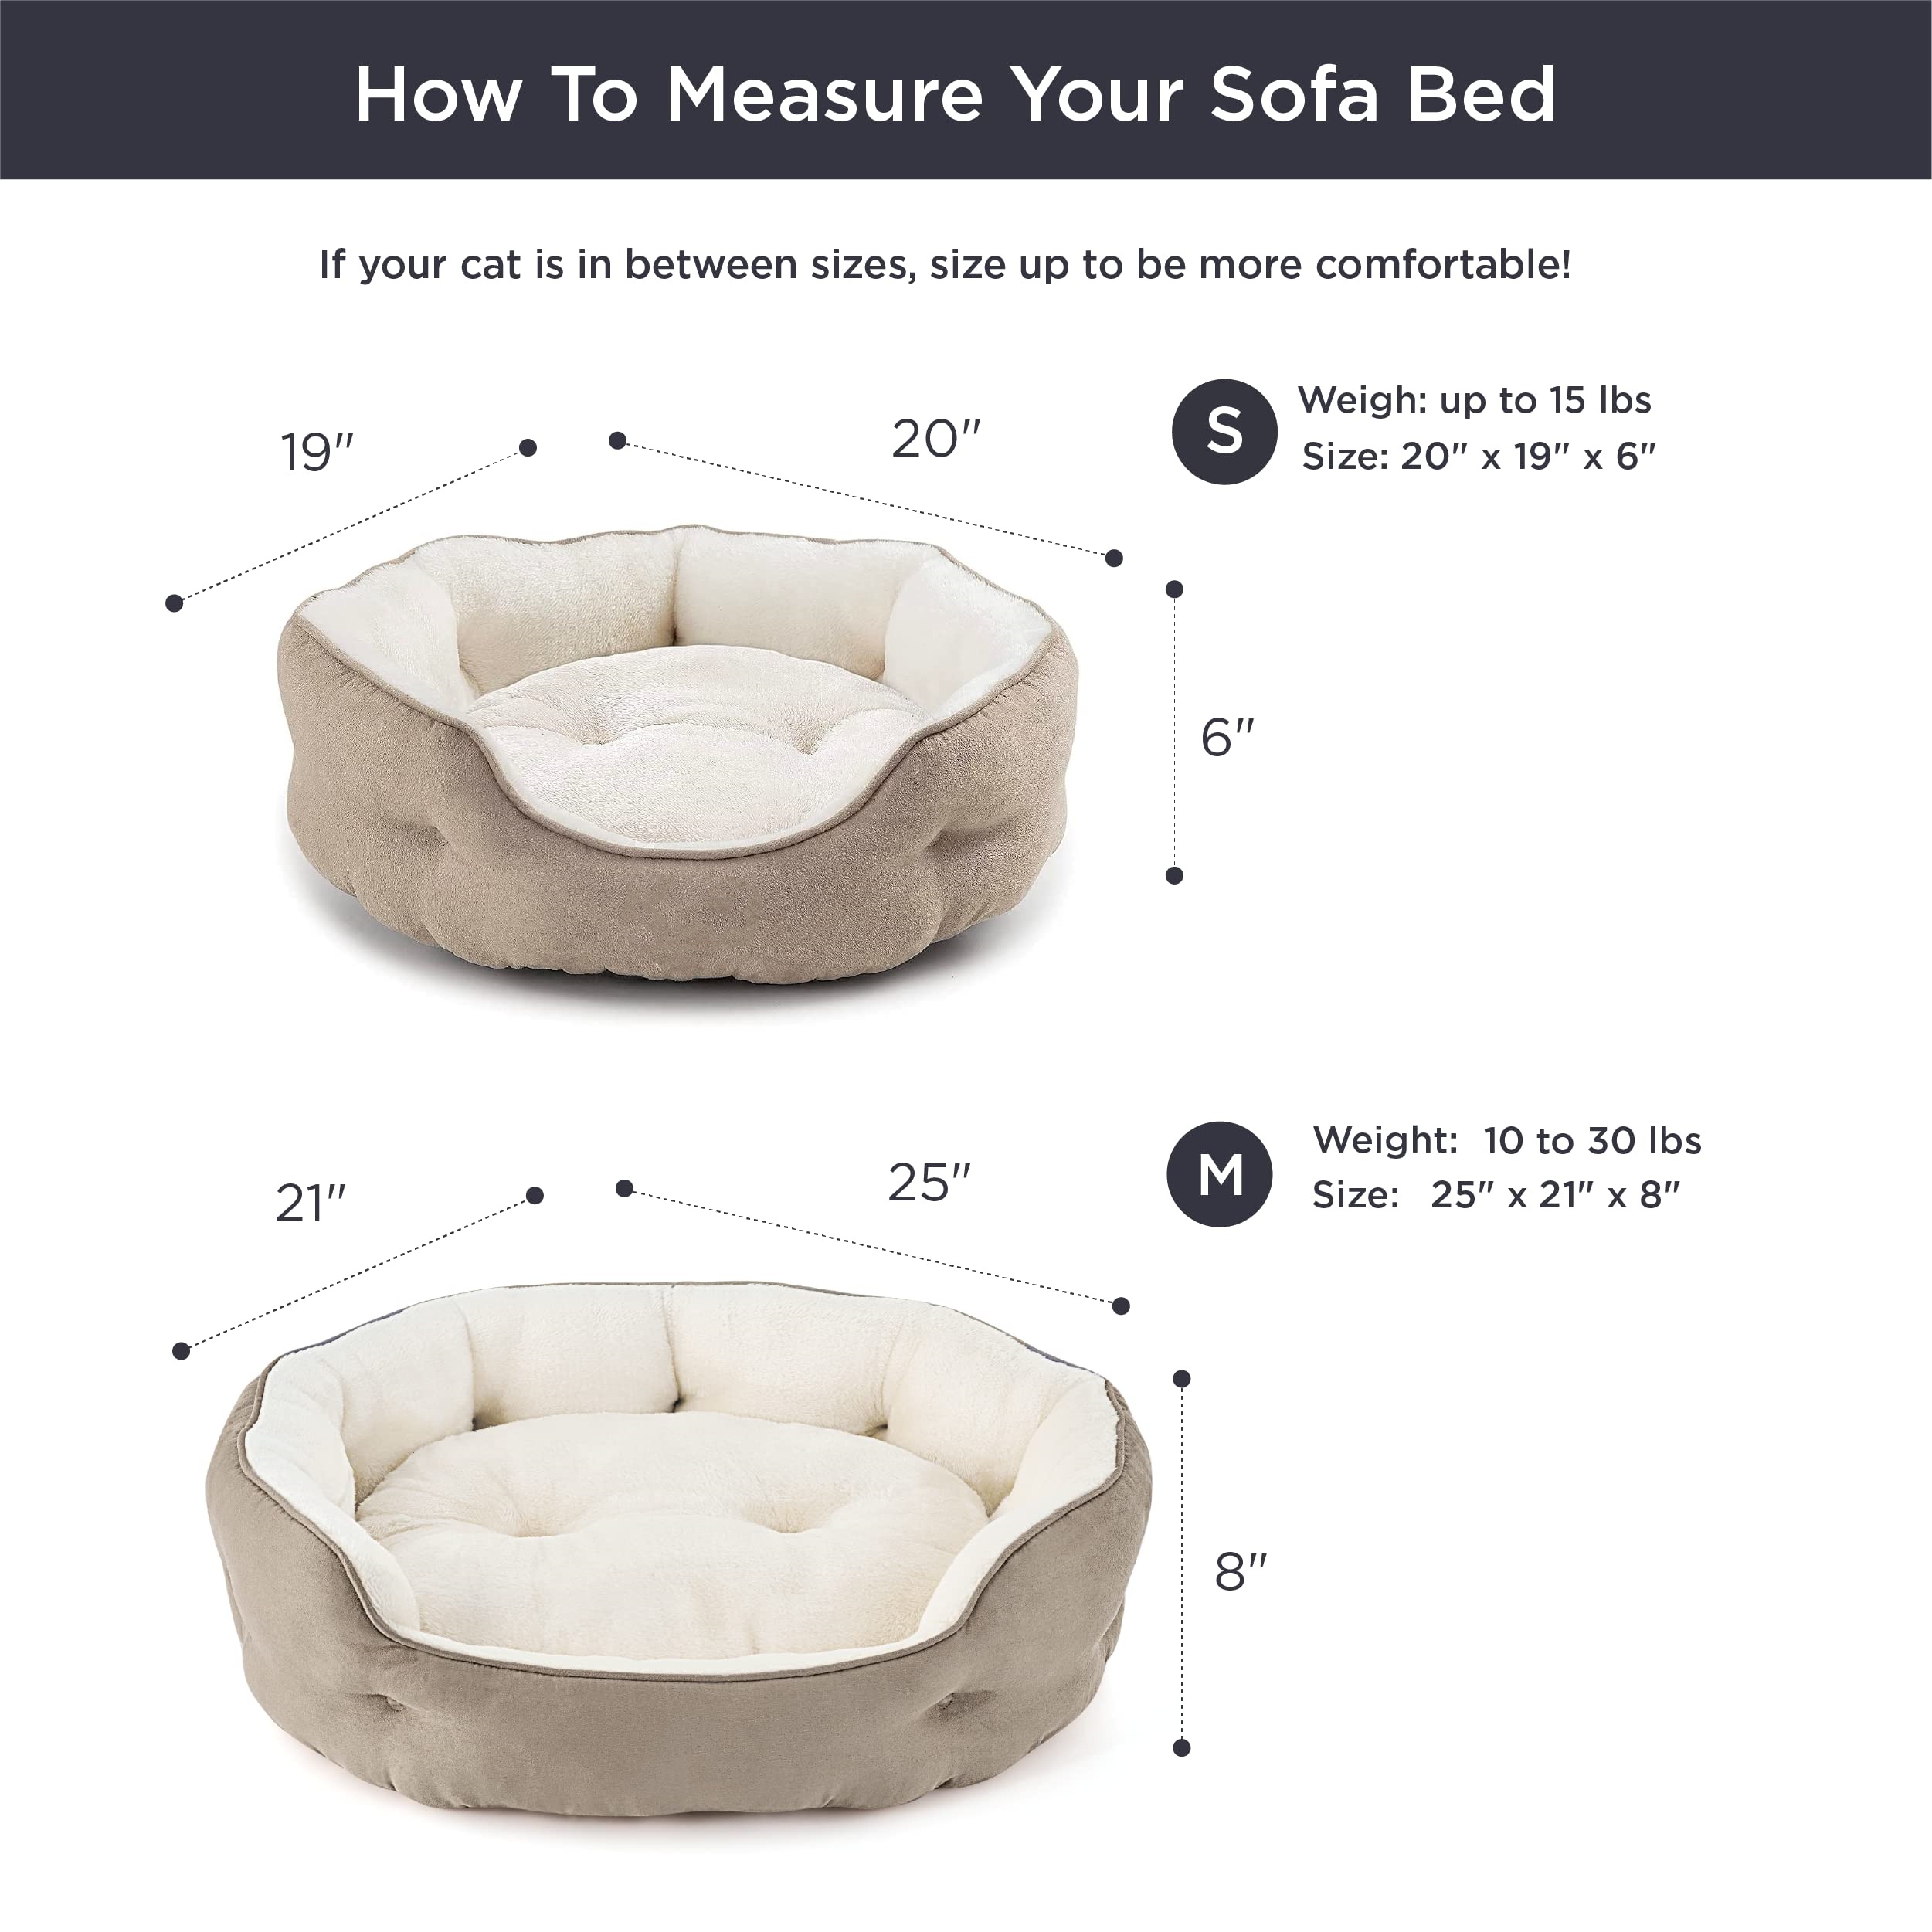 How To Measure Your Sofa Bed
If your cat is in between sizes, size up to be more comfortable!
19"
20"
S
Weigh: up to 15 lbs
Size: 20" x 19" x 6"
6"
21"
25"
M
Weight: 10 to 30 lbs
Size: 25" x 21" x 8"
8"